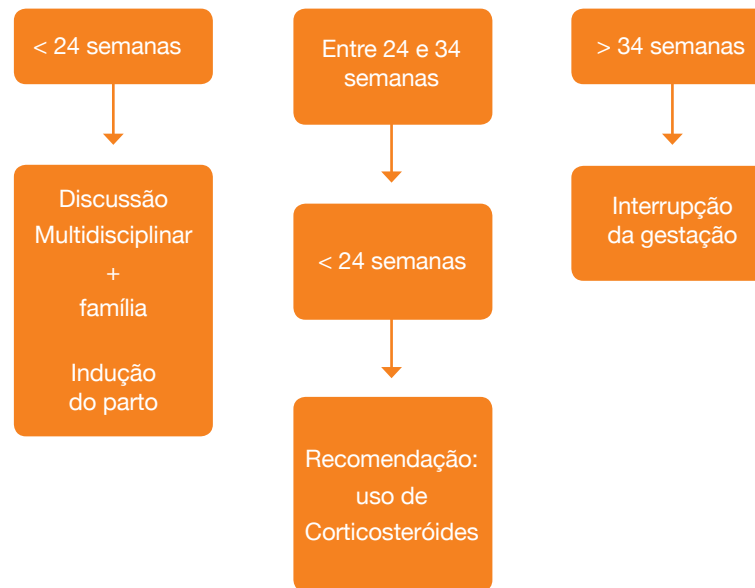 < 24 semanas
Discussão
Multidisciplinar
+
família
Indução
do parto
Entre 24 e 34
semanas
< 24 semanas
Recomendação:
uso de
Corticosteróides
> 34 semanas
Interrupção
da gestação